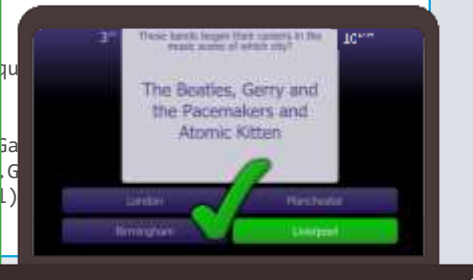 These bands began their careers in the
music scene of which city?
The Beatles, Gerry and
the Pacemakers and
Atomic Kitten
London
Manchester
Birmingham
Liverpool